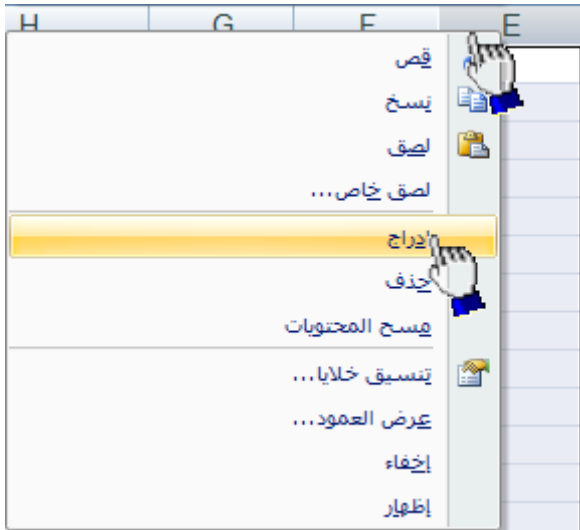 E F G H
قص
نسخ
لصق
لصق خاص...
إدراج
حذف
مسح المحتويات
تنسيق خلايا...
عرض العمود...
إخفاء
إظهار